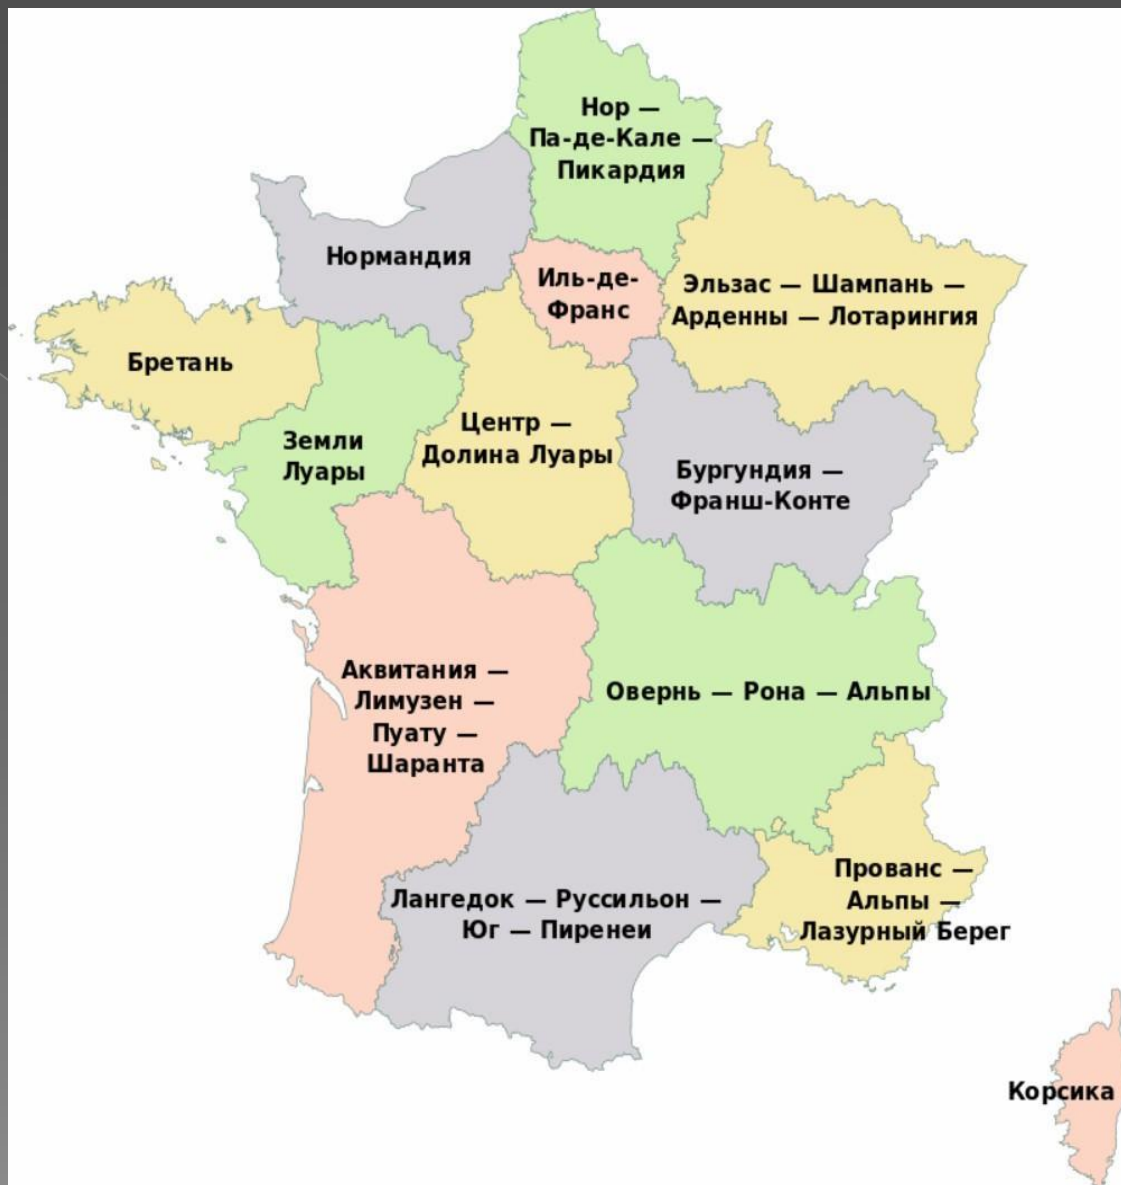 Нор —
Па-де-Кале —
Пикардия
Нормандия
Иль-де-
Франс
Эльзас — Шампань —
Арденны — Лотарингия
Бретань
Земли
Луары
Центр —
Долина Луары
Бургундия —
Франш-Конте
Аквитания —
Лимузен —
Пуату —
Шаранта
Овернь — Рона — Альпы
Лангедок — Руссильон —
Юг — Пиренеи
Прованс —
Альпы —
Лазурный Берег
Корсика